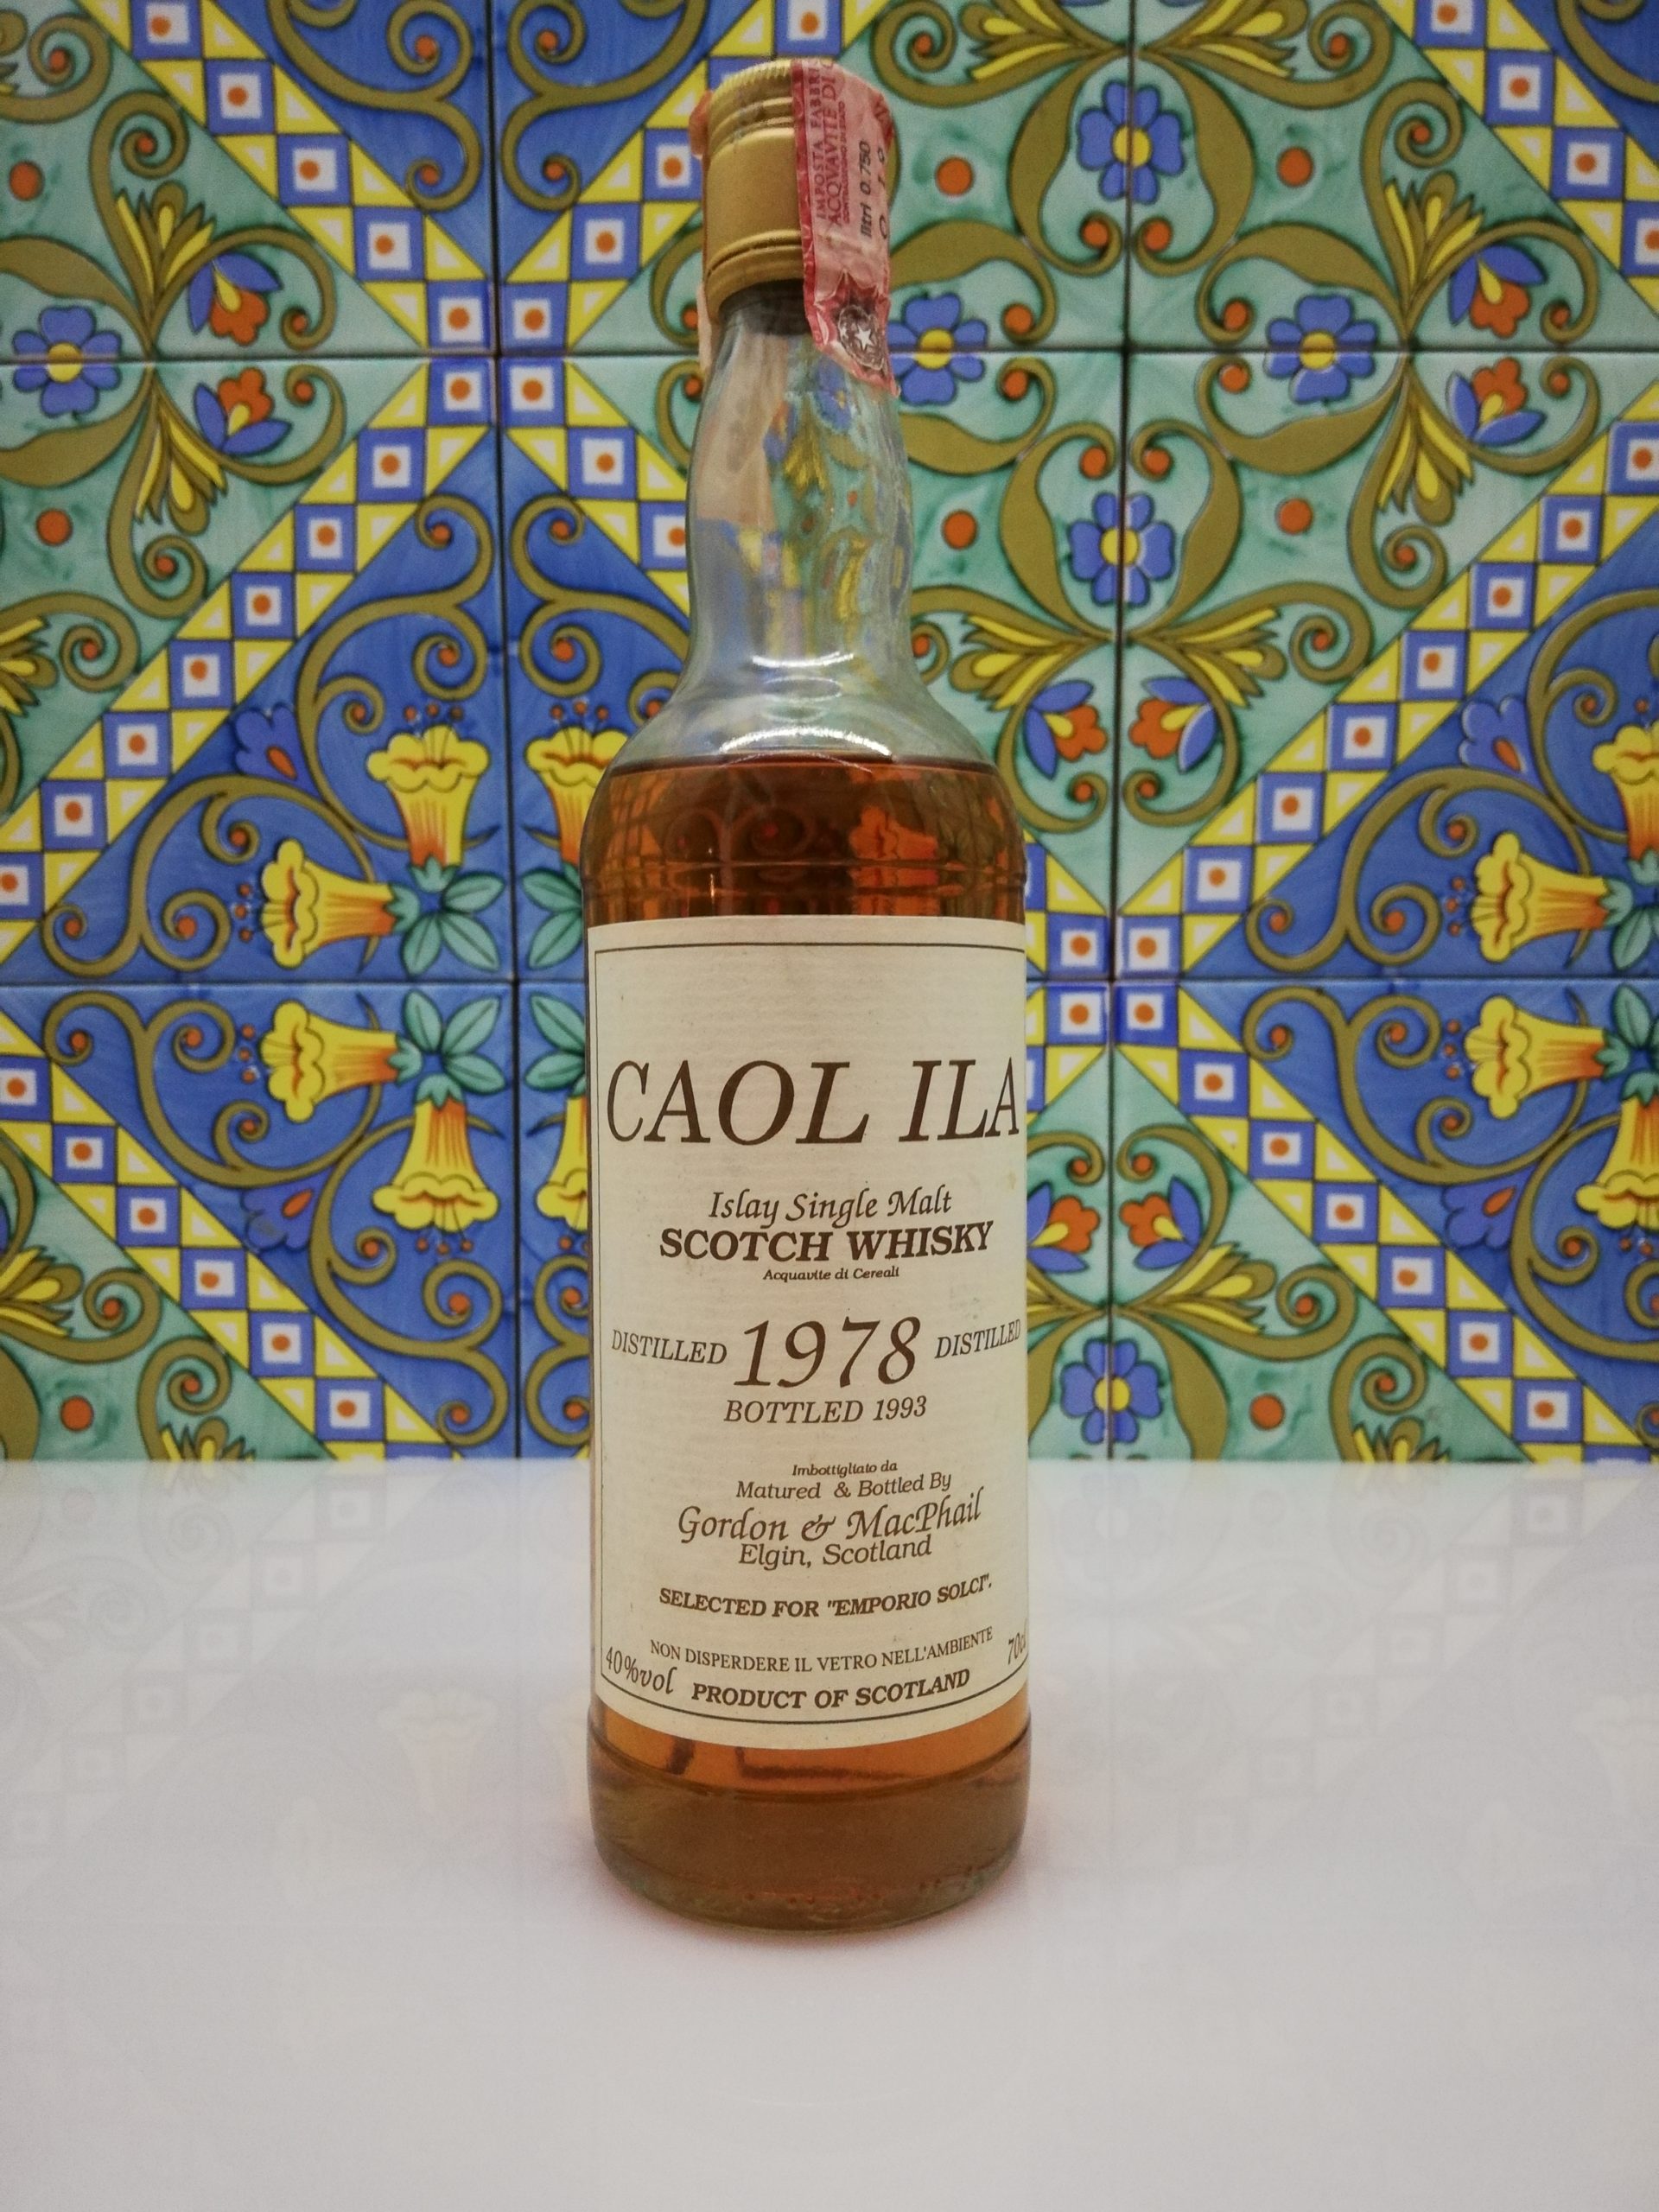 IMPOSTA FABBRI
ACQVAVITE DI
litri 0.750
CAOL ILA
Islay Single Malt
SCOTCH WHISKY
Acquavite di Cereali
DISTILLED 1978 DISTILLED
BOTTLED 1993
Imbottigliato da
Matured & Bottled By
Gordon & MacPhail
Elgin, Scotland
SELECTED FOR "EMPORIO SOLCI".
NON DISPERDERE IL VETRO NELL'AMBIENTE
40%vol PRODUCT OF SCOTLAND 70cl